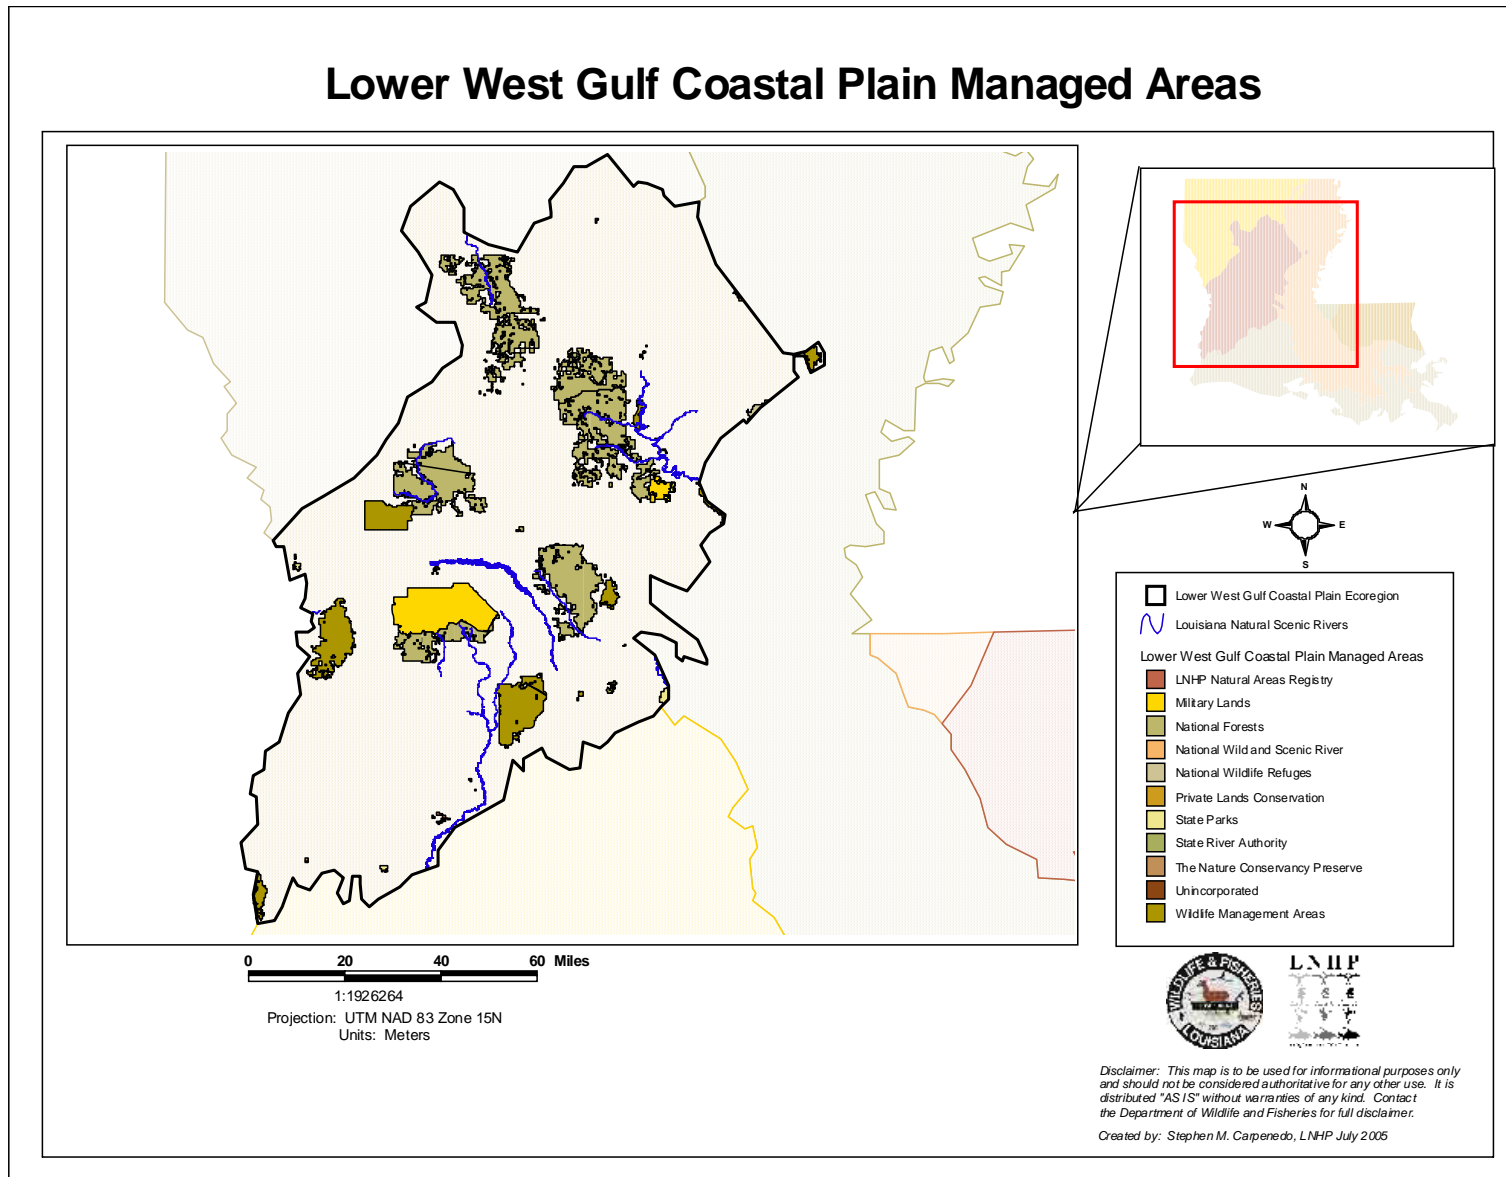 Lower West Gulf Coastal Plain Managed Areas
N
W
E
S
Lower West Gulf Coastal Plain Ecoregion
Louisiana Natural Scenic Rivers
Lower West Gulf Coastal Plain Managed Areas
LNHP Natural Areas Registry
Military Lands
National Forests
National Wild and Scenic River
National Wildlife Refuges
Private Lands Conservation
State Parks
State River Authority
The Nature Conservancy Preserve
Unincorporated
Wildlife Management Areas
0 20 40 60 Miles
1:1926264
Projection: UTM NAD 83 Zone 15N
Units: Meters
WILDLIFE & FISHERIES
LOUISIANA
LNHP
Disclaimer: This map is to be used for informational purposes only
and should not be considered authoritative for any other use. It is
distributed "AS IS" without warranties of any kind. Contact
the Department of Wildlife and Fisheries for full disclaimer.
Created by: Stephen M. Carpenedo, LNHP July 2005